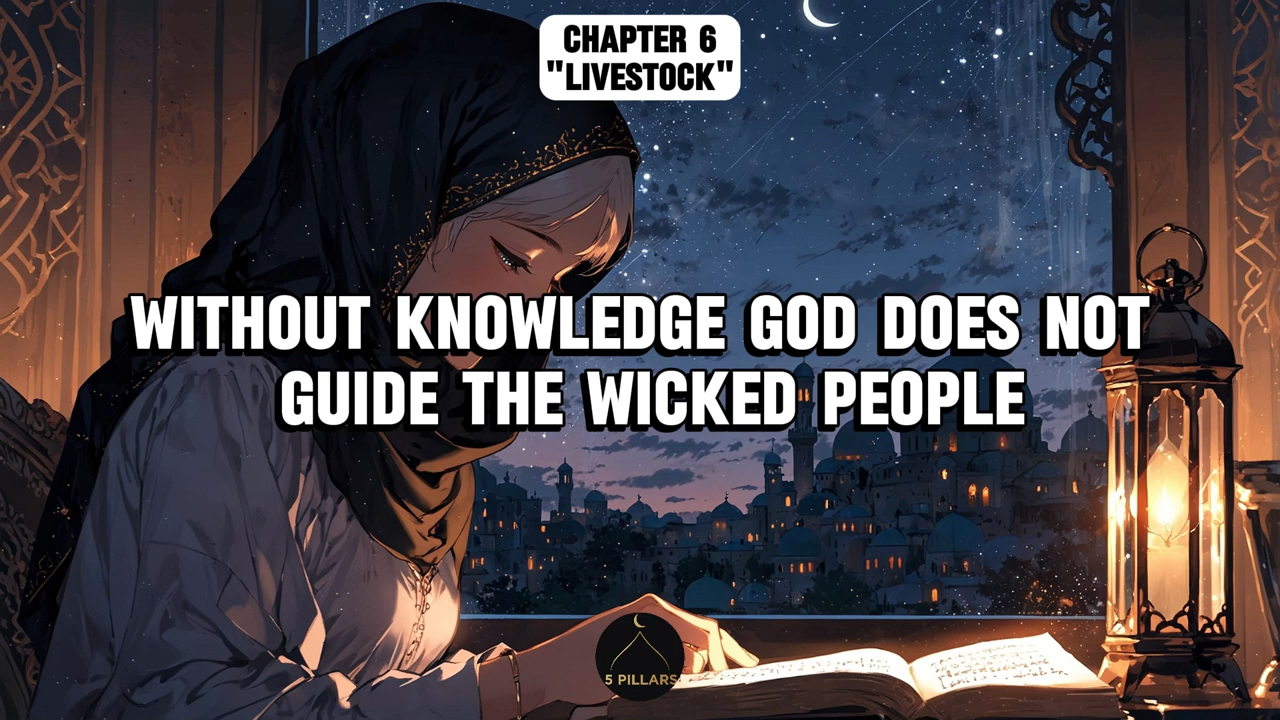 CHAPTER 6
"LIVESTOCK"
WITHOUT KNOWLEDGE GOD DOES NOT
GUIDE THE WICKED PEOPLE
5 PILLARS